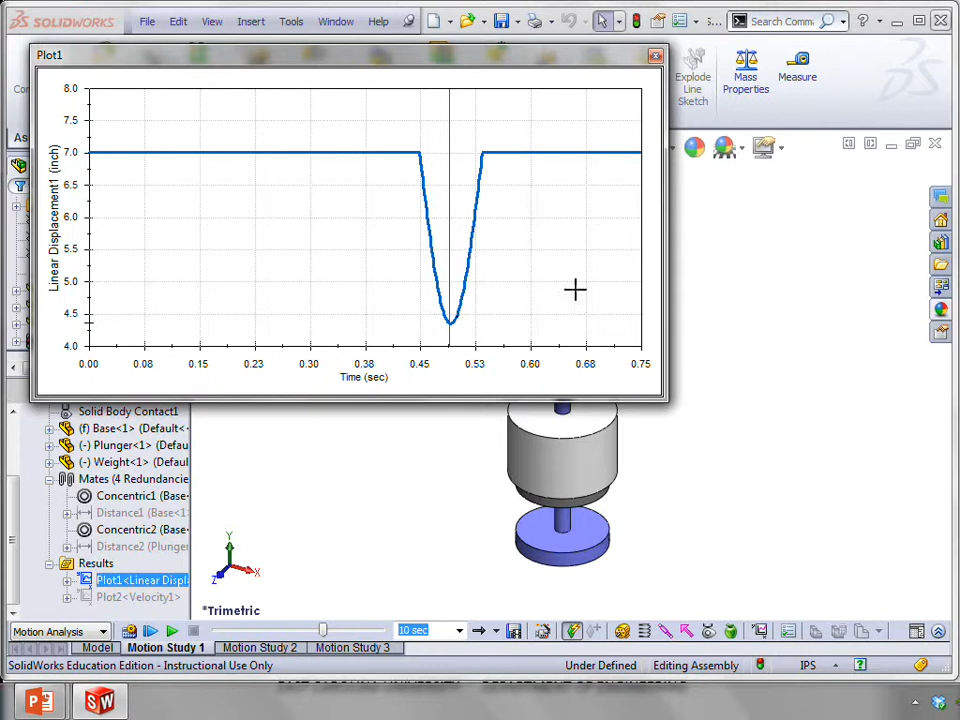 SOLIDWORKS File Edit View Insert Tools Window Help S... Search Comma
Plot1
Explode Line Sketch
Mass Properties
Measure
As
8.0
7.5
7.0
6.5
6.0
5.5
5.0
4.5
4.0
Linear Displacement1 (inch)
0.00 0.08 0.15 0.23 0.30 0.38 0.45 0.53 0.60 0.68 0.75
Time (sec)
Solid Body Contact1
(f) Base<1> (Default<
(-) Plunger<1> (Defau
(-) Weight<1> (Defaul
Mates (4 Redundancie
Concentric1 (Base<
Distance1 (Base<1
Concentric2 (Base<
Distance2 (Plunger
Results
Plot1<Linear Displa
Plot2<Velocity1>
Y
X
Z
*Trimetric
Motion Analysis 10 sec
Model Motion Study 1 Motion Study 2 Motion Study 3
SolidWorks Education Edition - Instructional Use Only Under Defined Editing Assembly IPS